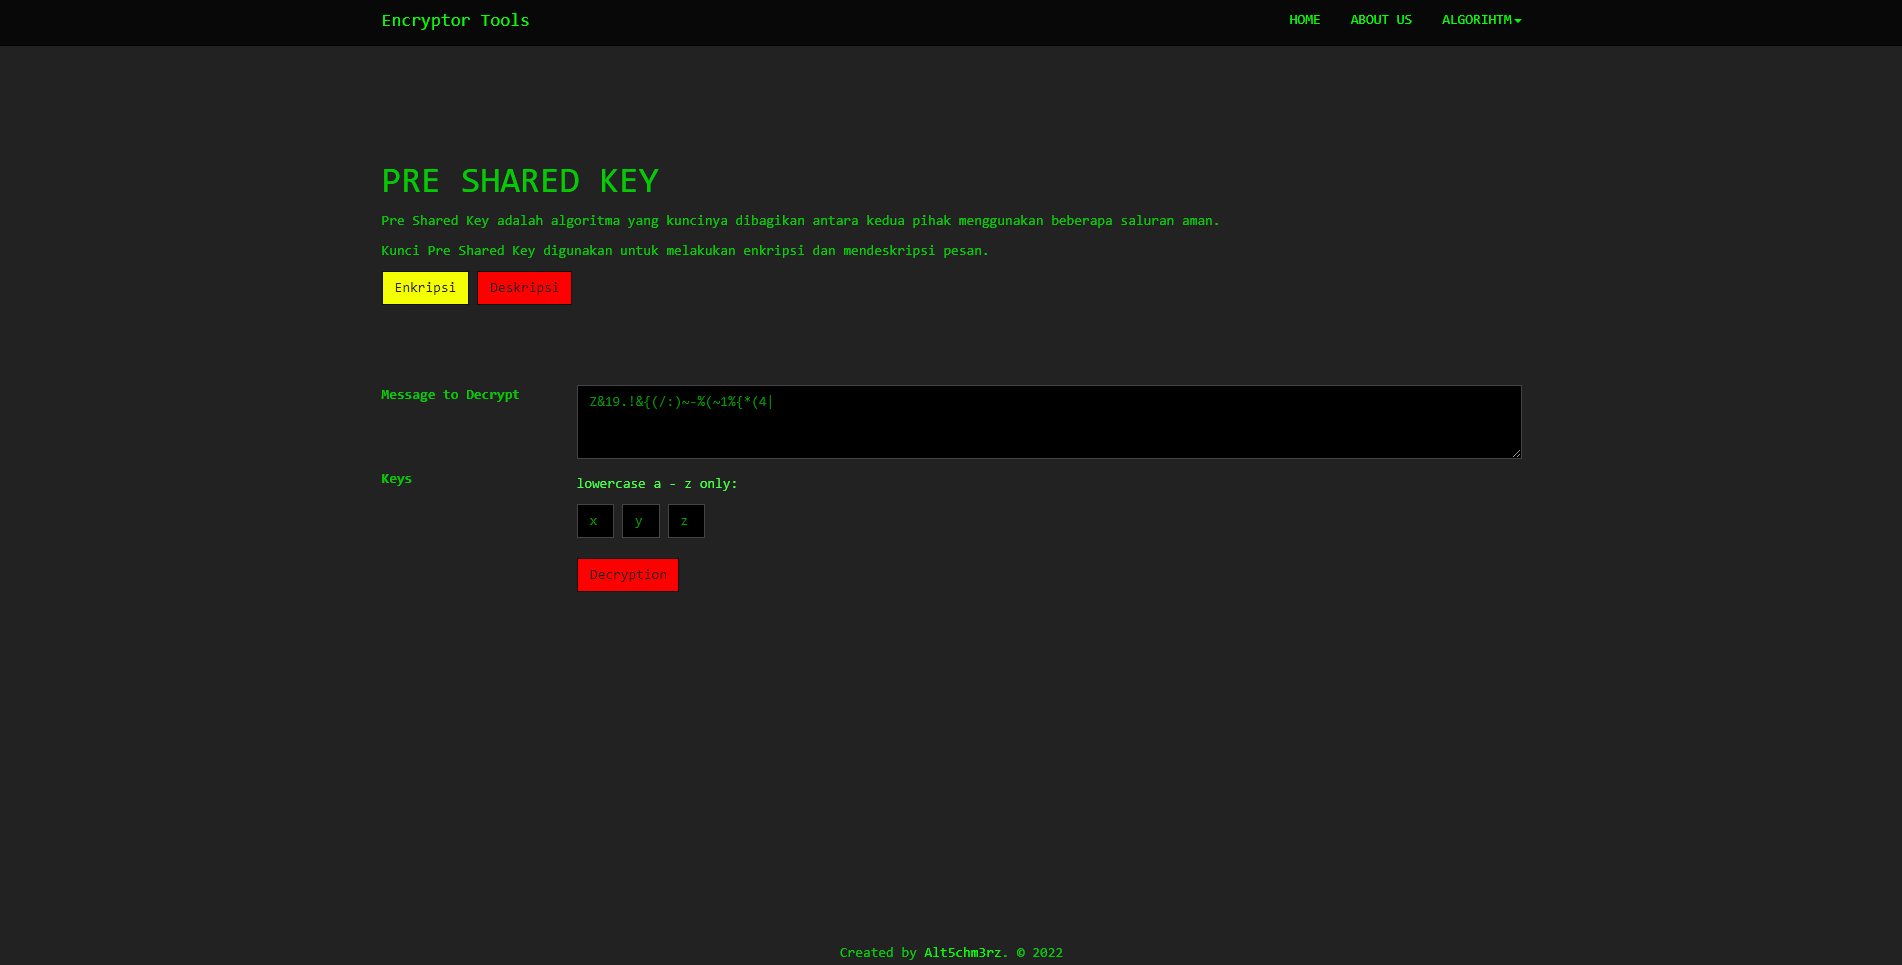 Encryptor Tools HOME ABOUT US ALGORIHTM
PRE SHARED KEY
Pre Shared Key adalah algoritma yang kuncinya dibagikan antara kedua pihak menggunakan beberapa saluran aman.
Kunci Pre Shared Key digunakan untuk melakukan enkripsi dan mendeskripsi pesan.
Enkripsi Deskripsi
Message to Decrypt Z&19.!&{(/:)~-%(~1%{*(4|
Keys lowercase a - z only:
x y z
Decryption
Created by Alt5chm3rz. © 2022